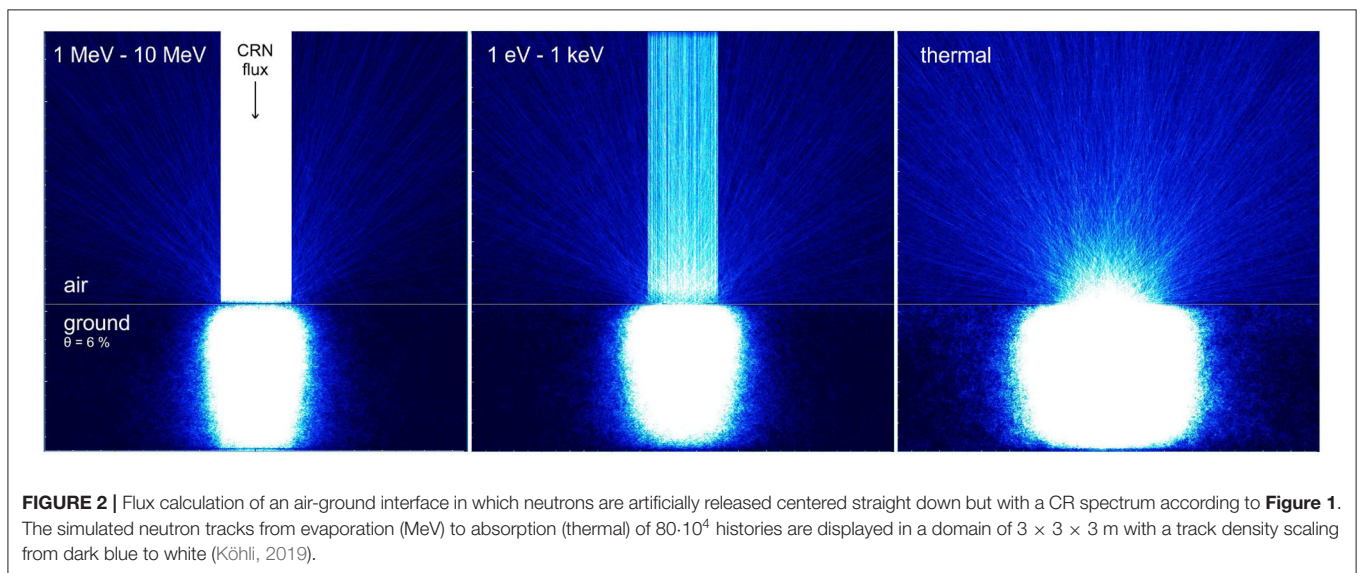 1 MeV - 10 MeV
CRN
flux
air
ground
θ = 6 %
1 eV - 1 keV
thermal
FIGURE 2 | Flux calculation of an air-ground interface in which neutrons are artificially released centered straight down but with a CR spectrum according to Figure 1.
The simulated neutron tracks from evaporation (MeV) to absorption (thermal) of 80·10⁴ histories are displayed in a domain of 3 × 3 × 3 m with a track density scaling
from dark blue to white (Köhli, 2019).